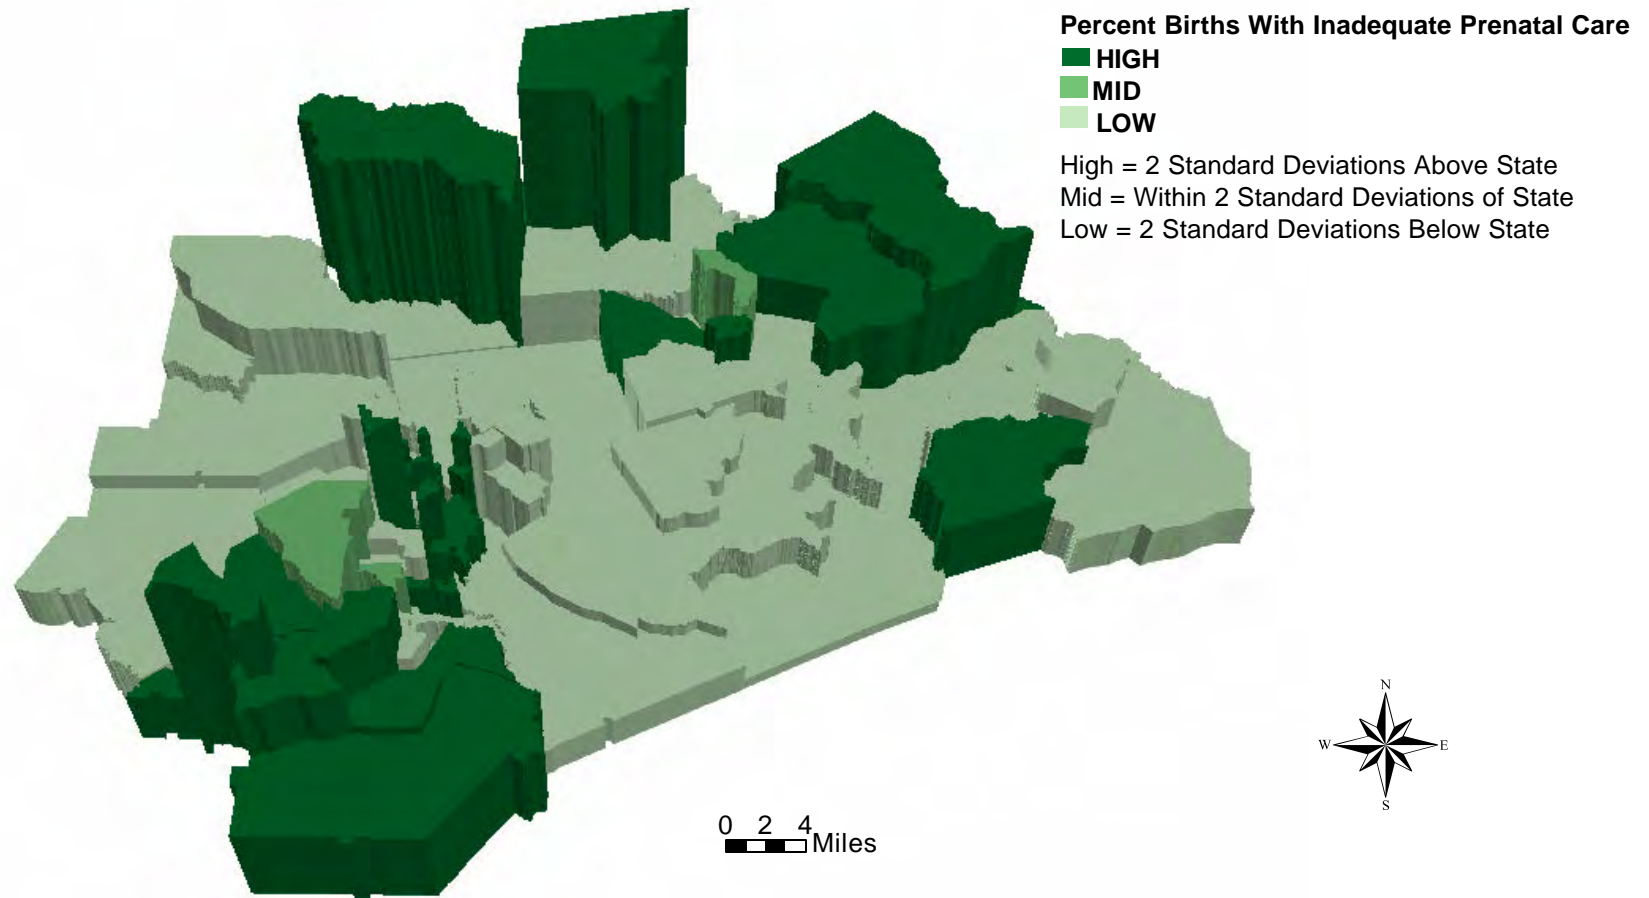 Percent Births With Inadequate Prenatal Care
HIGH
MID
LOW
High = 2 Standard Deviations Above State
Mid = Within 2 Standard Deviations of State
Low = 2 Standard Deviations Below State
N
W E
S
0 2 4
Miles